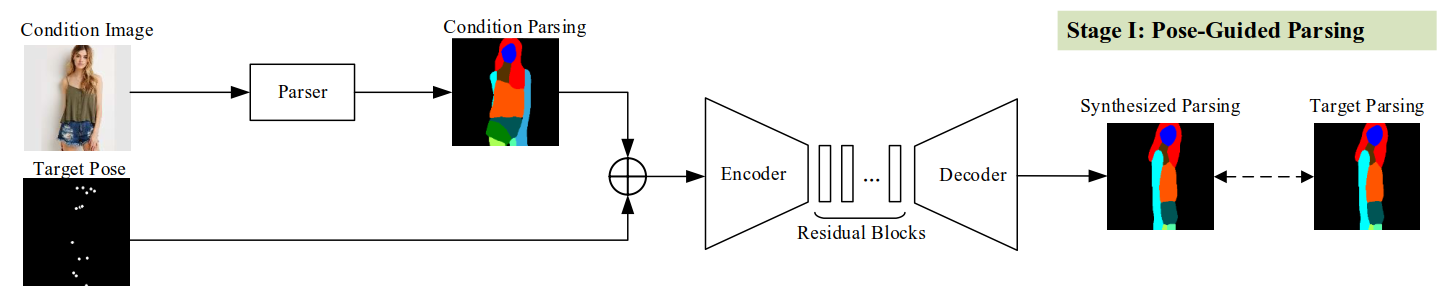 Condition Image
Condition Parsing
Stage I: Pose-Guided Parsing
Parser
Synthesized Parsing
Target Parsing
Target Pose
Encoder
...
Decoder
Residual Blocks